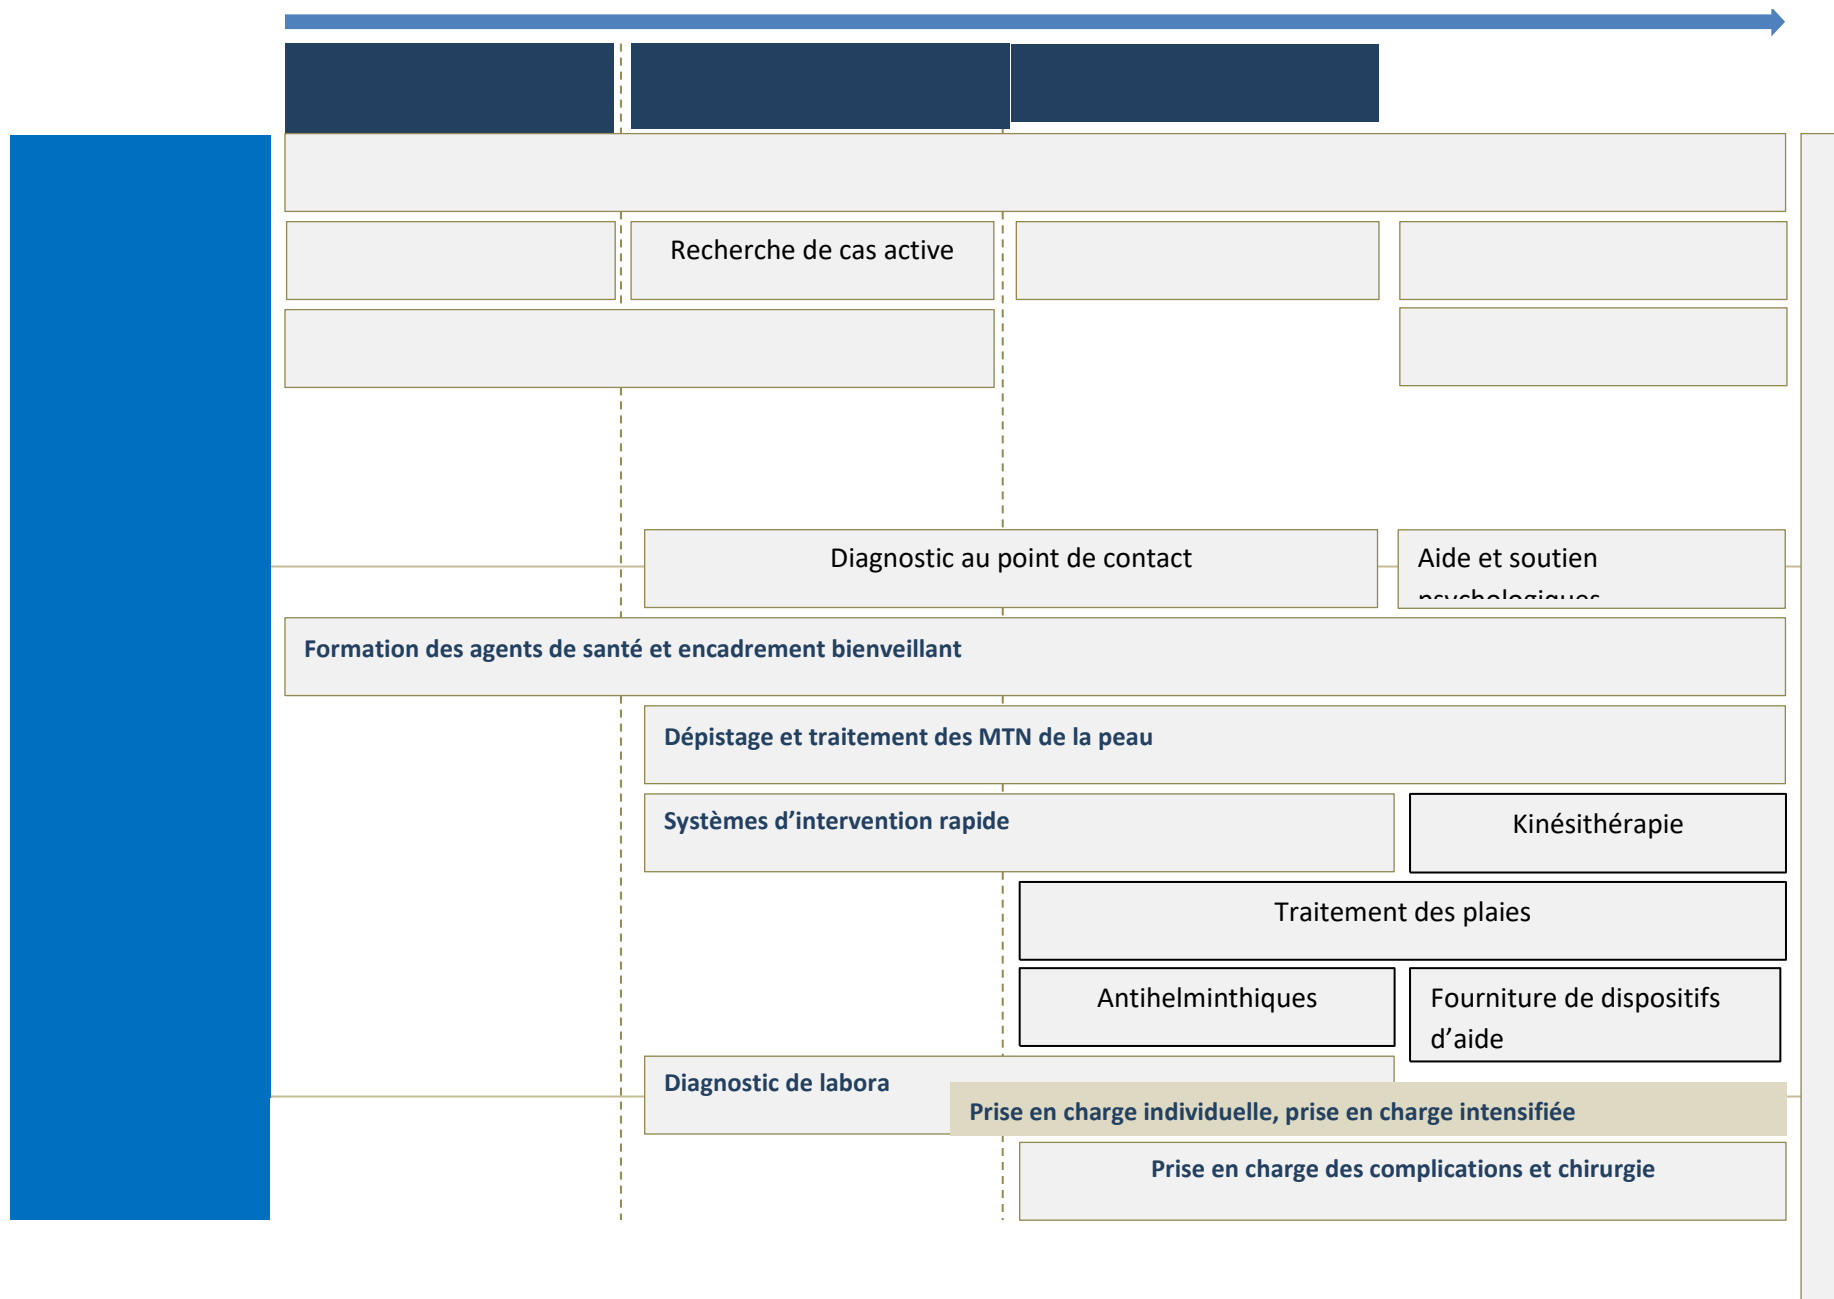 Recherche de cas active
Diagnostic au point de contact
Aide et soutien
psychologiques
Formation des agents de santé et encadrement bienveillant
Dépistage et traitement des MTN de la peau
Systèmes d’intervention rapide
Kinésithérapie
Traitement des plaies
Antihelminthiques
Fourniture de dispositifs
d’aide
Diagnostic de labora
Prise en charge individuelle, prise en charge intensifiée
Prise en charge des complications et chirurgie